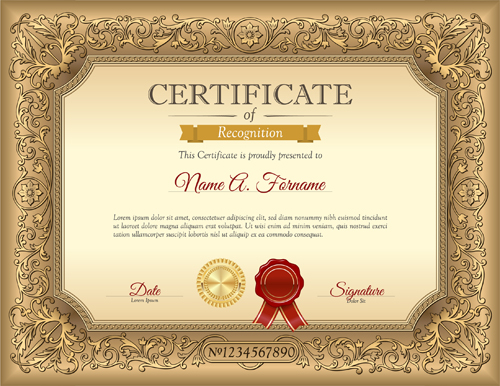 CERTIFICATE
of
Recognition
This Certificate is proudly presented to
Name A. Forname
Lorem ipsum dolor sit amet, consectetuer adipiscing elit, sed diam nonummy
nibh euismod tincidunt ut laoreet dolore magna aliquam erat volutpat. Ut wisi enim
ad minim veniam, quis nostrud exerci tation ullamcorper suscipit lobortis
nisl ut aliquip ex ea commodo consequat.
Date
Lorem Ipsum
Signature
Dolor Sit
№1234567890